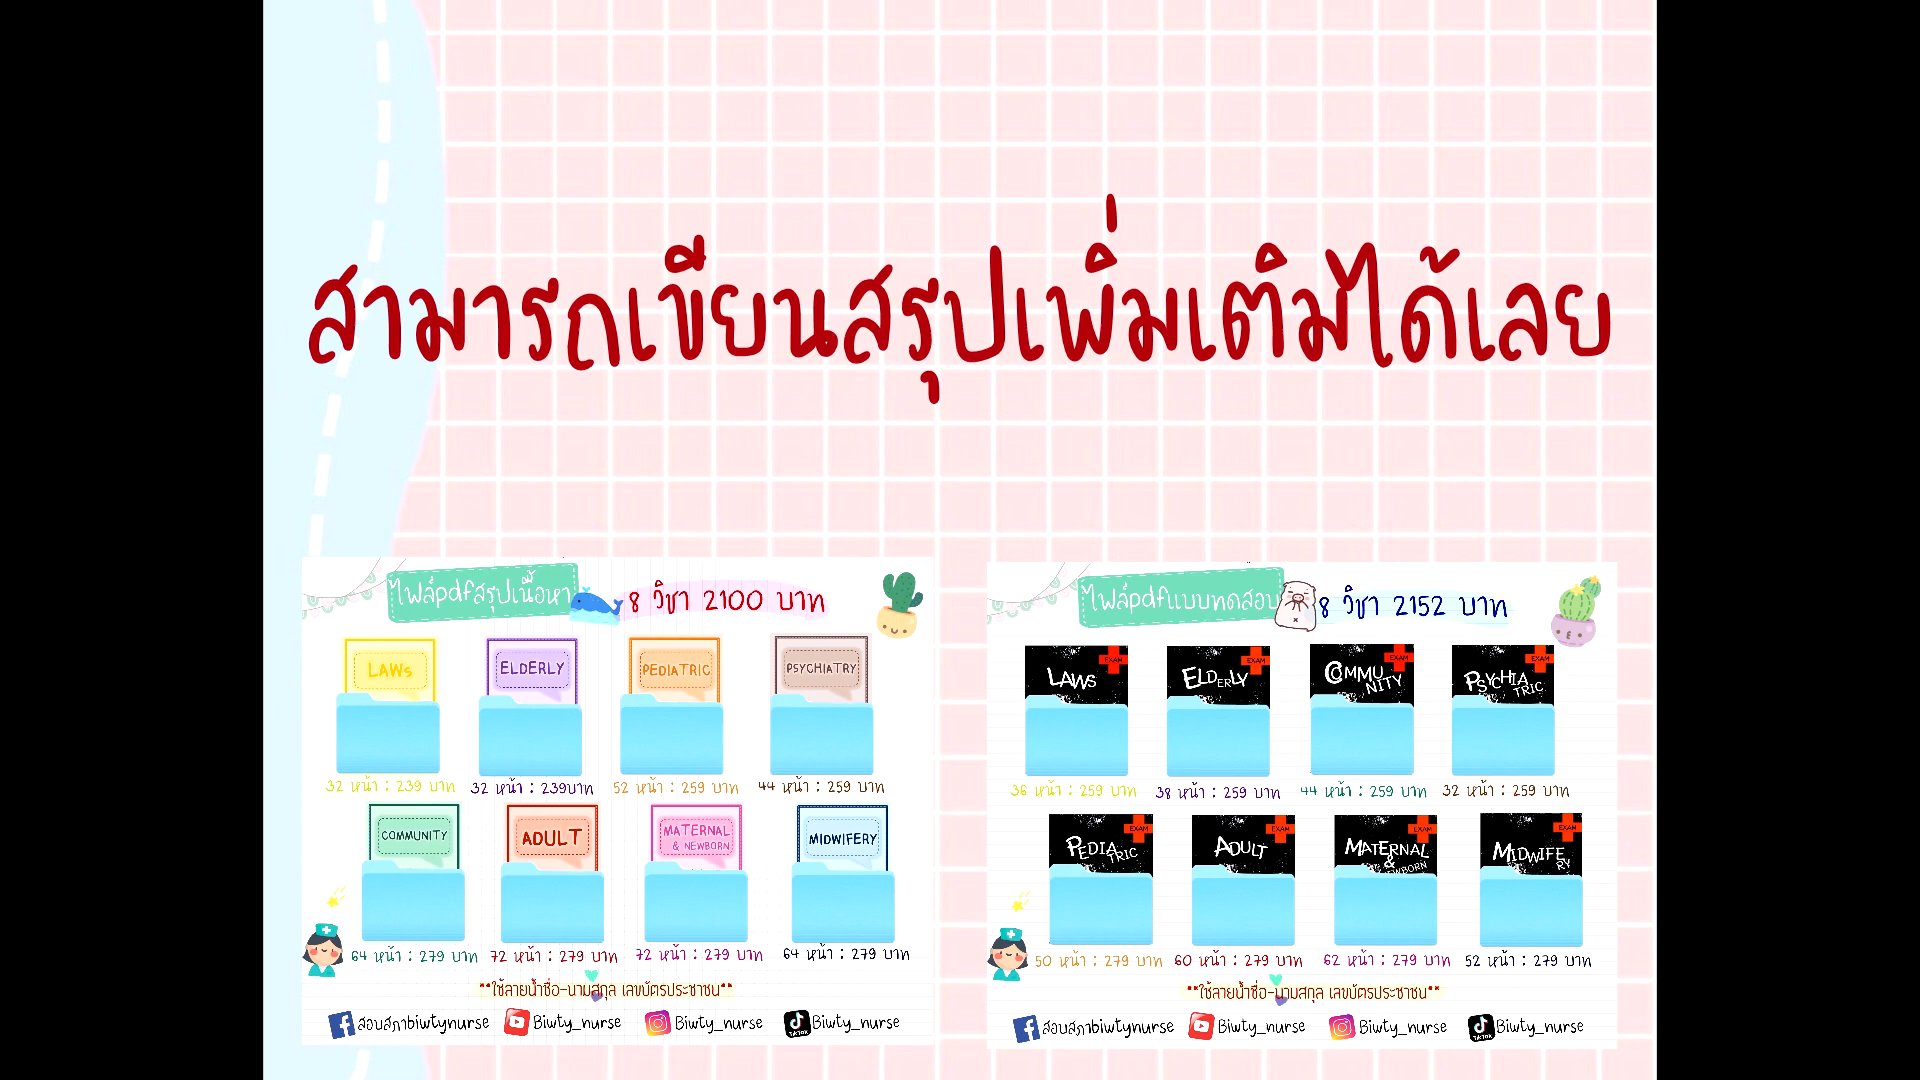 สามารถเขียนสรุปเพิ่มเติมได้เลย
ไฟล์pdfสรุปเนื้อหา 8 วิชา 2100 บาท
LAWs ELDERLY PEDIATRIC PSYCHIATRY
32 หน้า : 239 บาท 32 หน้า : 239บาท 52 หน้า : 259 บาท 44 หน้า : 259 บาท
COMMUNITY ADULT MATERNAL & NEWBORN MIDWIFERY
64 หน้า : 279 บาท 72 หน้า : 279 บาท 72 หน้า : 279 บาท 64 หน้า : 279 บาท
**ใช้ลายน้ำชื่อ-นามสกุล เลขบัตรประชาชน**
สอบสภาbiwtynurse Biwty_nurse Biwty_nurse TikTok Biwty_nurse
ไฟล์pdfแบบทดสอบ 8 วิชา 2152 บาท
LAWS EXAM ELDERLY EXAM COMMUNITY EXAM PSYCHIATRIC EXAM
36 หน้า : 259 บาท 38 หน้า : 259 บาท 44 หน้า : 259 บาท 32 หน้า : 259 บาท
PEDIATRIC EXAM ADULT EXAM MATERNAL & NEWBORN EXAM MIDWIFERY EXAM
50 หน้า : 279 บาท 60 หน้า : 279 บาท 62 หน้า : 279 บาท 52 หน้า : 279 บาท
**ใช้ลายน้ำชื่อ-นามสกุล เลขบัตรประชาชน**
สอบสภาbiwtynurse Biwty_nurse Biwty_nurse TikTok Biwty_nurse